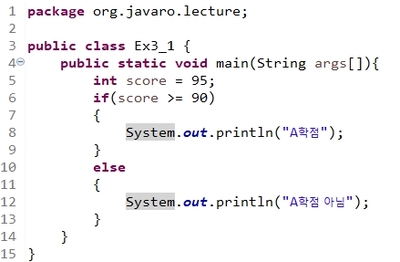 1 package org.javaro.lecture;
2
3 public class Ex3_1 {
4 public static void main(String args[]){
5 int score = 95;
6 if(score >= 90)
7 {
8 System.out.println("A학점");
9 }
10 else
11 {
12 System.out.println("A학점 아님");
13 }
14 }
15 }